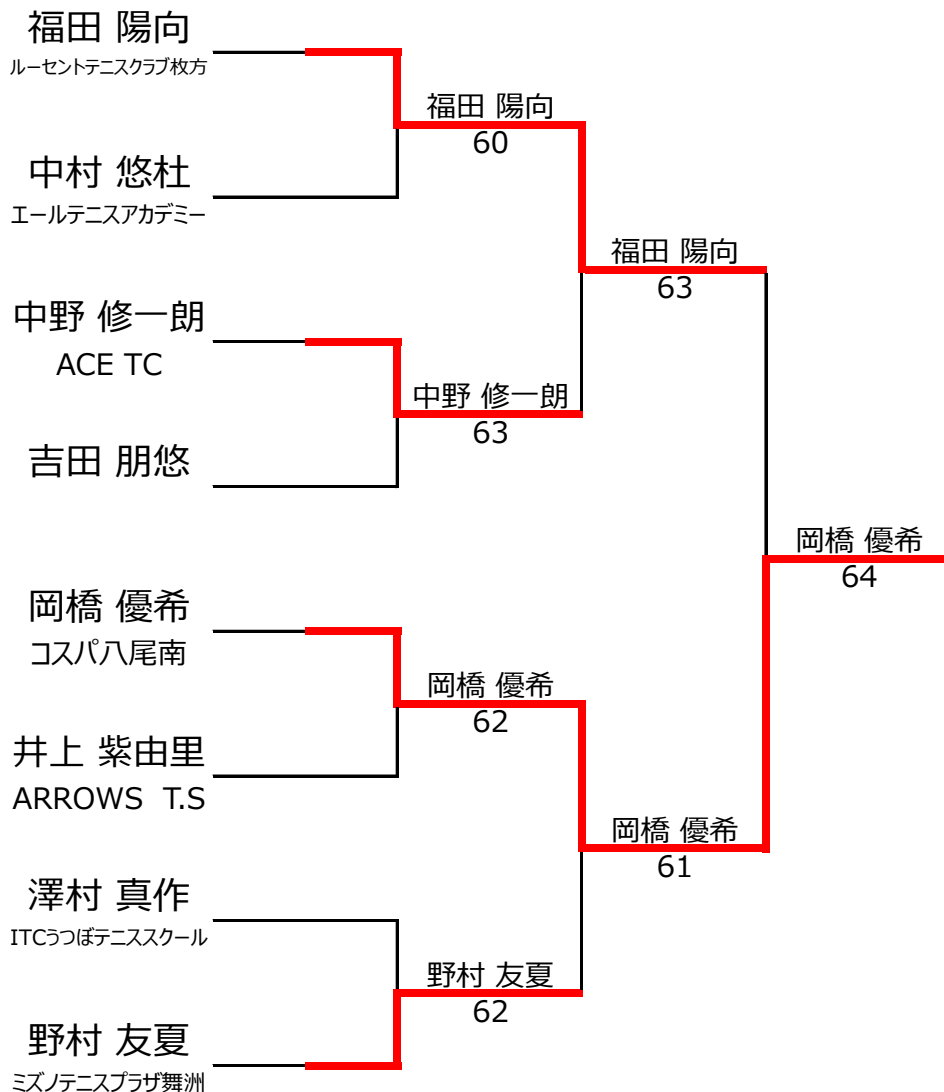 福田 陽向
ルーセントテニスクラブ枚方
福田 陽向
60
中村 悠杜
エールテニスアカデミー
福田 陽向
63
中野 修一朗
ACE TC
中野 修一朗
63
吉田 朋悠
岡橋 優希
64
岡橋 優希
コスパ八尾南
岡橋 優希
62
井上 紫由里
ARROWS T.S
岡橋 優希
61
澤村 真作
ITCうつぼテニススクール
野村 友夏
62
野村 友夏
ミズノテニスプラザ舞洲